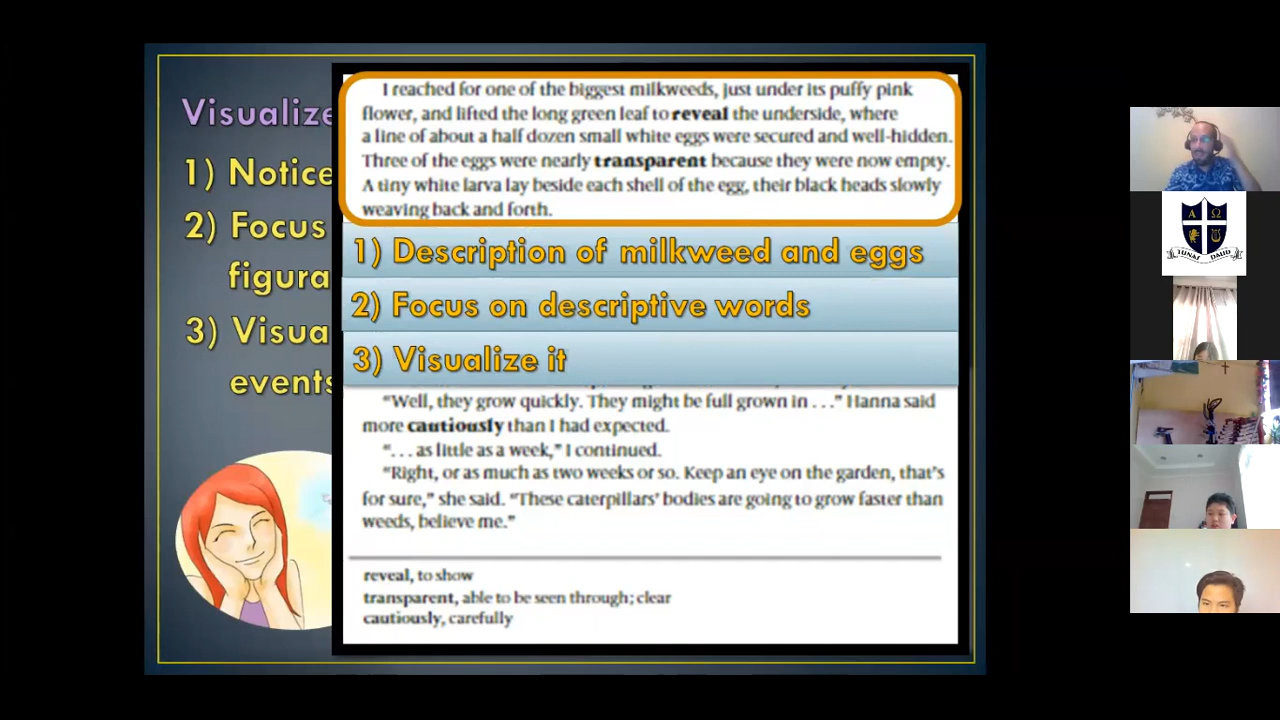 Visualize
1) Notice
2) Focus
figura
3) Visua
events
I reached for one of the biggest milkweeds, just under its puffy pink
flower, and lifted the long green leaf to reveal the underside, where
a line of about a half dozen small white eggs were secured and well-hidden.
Three of the eggs were nearly transparent because they were now empty.
A tiny white larva lay beside each shell of the egg, their black heads slowly
weaving back and forth.
1) Description of milkweed and eggs
2) Focus on descriptive words
3) Visualize it
“Well, they grow quickly. They might be full grown in . . .” Hanna said
more cautiously than I had expected.
“. . . as little as a week,” I continued.
“Right, or as much as two weeks or so. Keep an eye on the garden, that’s
for sure,” she said. “These caterpillars’ bodies are going to grow faster than
weeds, believe me.”
reveal, to show
transparent, able to be seen through; clear
cautiously, carefully
Α Ω
TUNAS DAUD